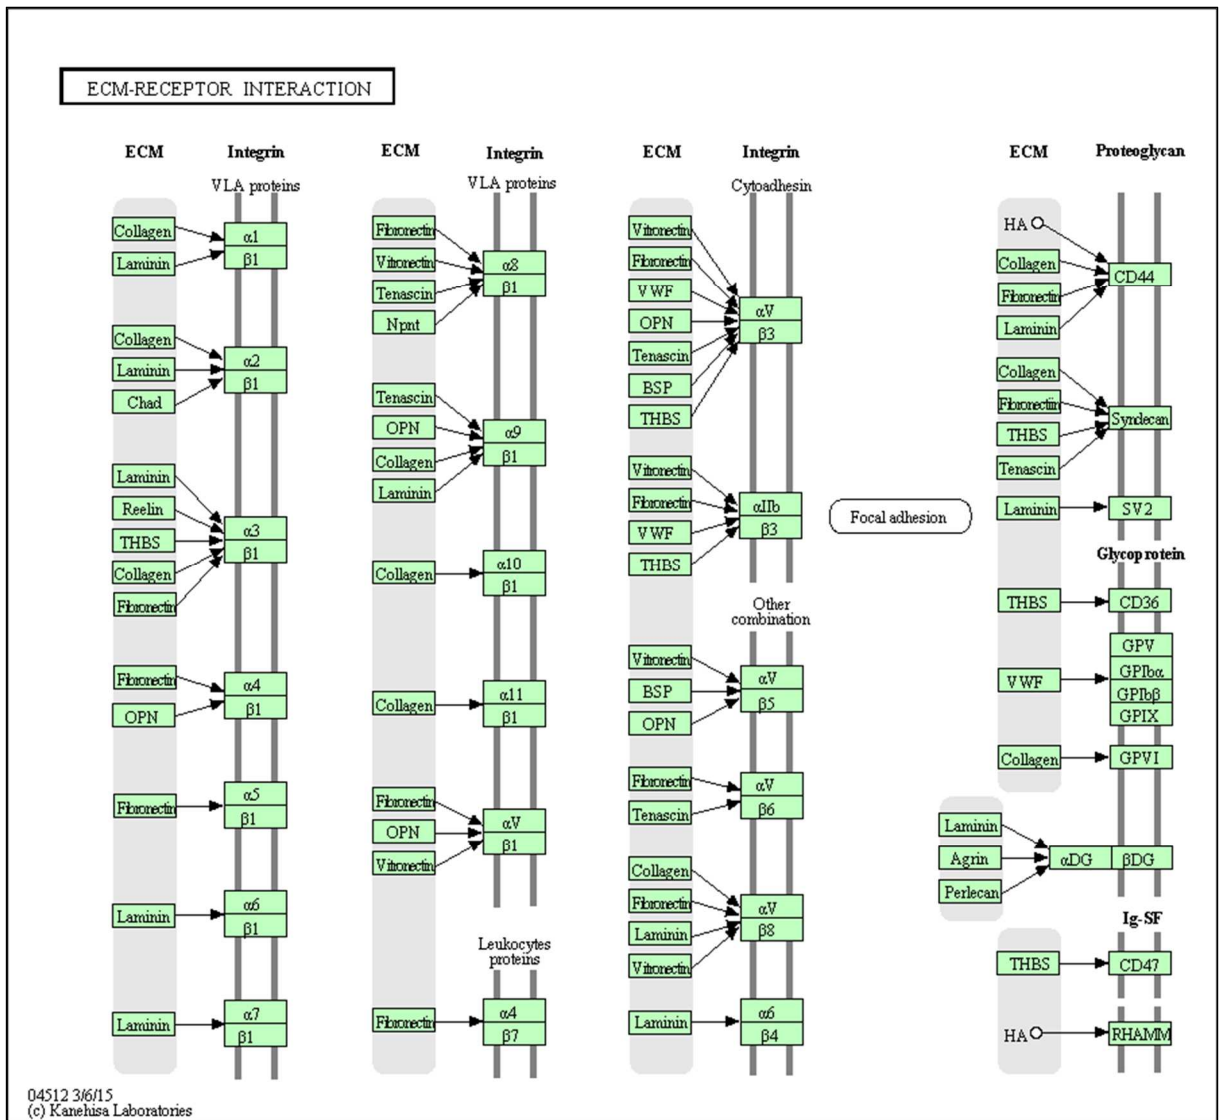 ECM-RECEPTOR INTERACTION
ECM
Integrin
VLA proteins
Collagen
Laminin
α1
β1
Collagen
Laminin
Chad
α2
β1
Laminin
Reelin
THBS
Collagen
Fibronectin
α3
β1
Fibronectin
OPN
α4
β1
Fibronectin
α5
β1
Laminin
α6
β1
Laminin
α7
β1
ECM
Integrin
VLA proteins
Fibronectin
Vitronectin
Tenascin
Npnt
α8
β1
Tenascin
OPN
Collagen
Laminin
α9
β1
Collagen
α10
β1
Collagen
α11
β1
Fibronectin
OPN
Vitronectin
αV
β1
Leukocytes
proteins
Fibronectin
α4
β7
ECM
Integrin
Cytoadhesin
Vitronectin
Fibronectin
VWF
OPN
Tenascin
BSP
THBS
αV
β3
Vitronectin
Fibronectin
VWF
THBS
αIIb
β3
Other
combination
Vitronectin
BSP
OPN
αV
β5
Fibronectin
Tenascin
αV
β6
Collagen
Fibronectin
Laminin
Vitronectin
αV
β8
Laminin
α6
β4
Focal adhesion
ECM
Proteoglycan
HA
Collagen
Fibronectin
Laminin
CD44
Collagen
Fibronectin
THBS
Tenascin
Syndecan
Laminin
SV2
Glycoprotein
THBS
CD36
VWF
GPV
GPIbα
GPIbβ
GPIX
Collagen
GPVI
Laminin
Agrin
Perlecan
αDG
βDG
Ig-SF
THBS
CD47
HA
RHAMM
04512 3/6/15
(c) Kanehisa Laboratories